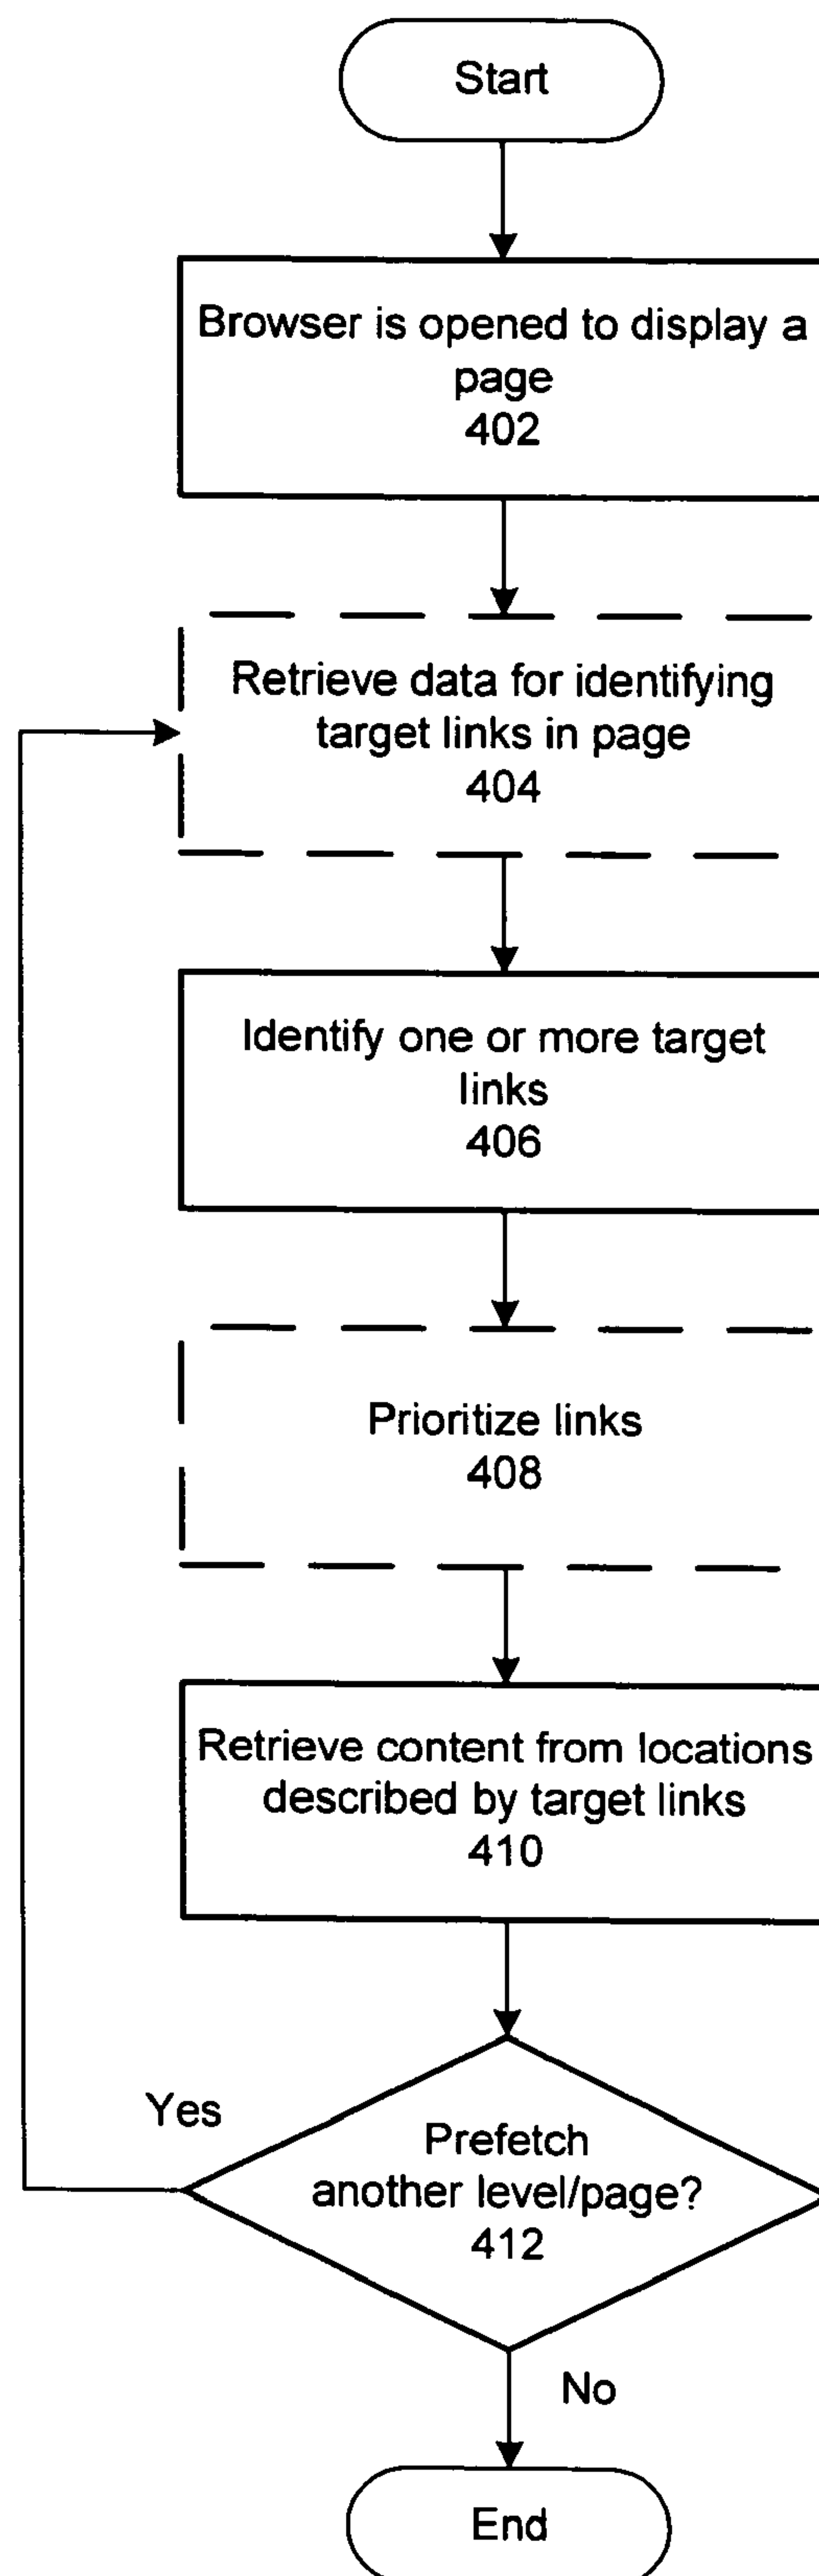 Start
Browser is opened to display a
page
402
Retrieve data for identifying
target links in page
404
Identify one or more target
links
406
Prioritize links
408
Retrieve content from locations
described by target links
410
Yes
Prefetch
another level/page?
412
No
End